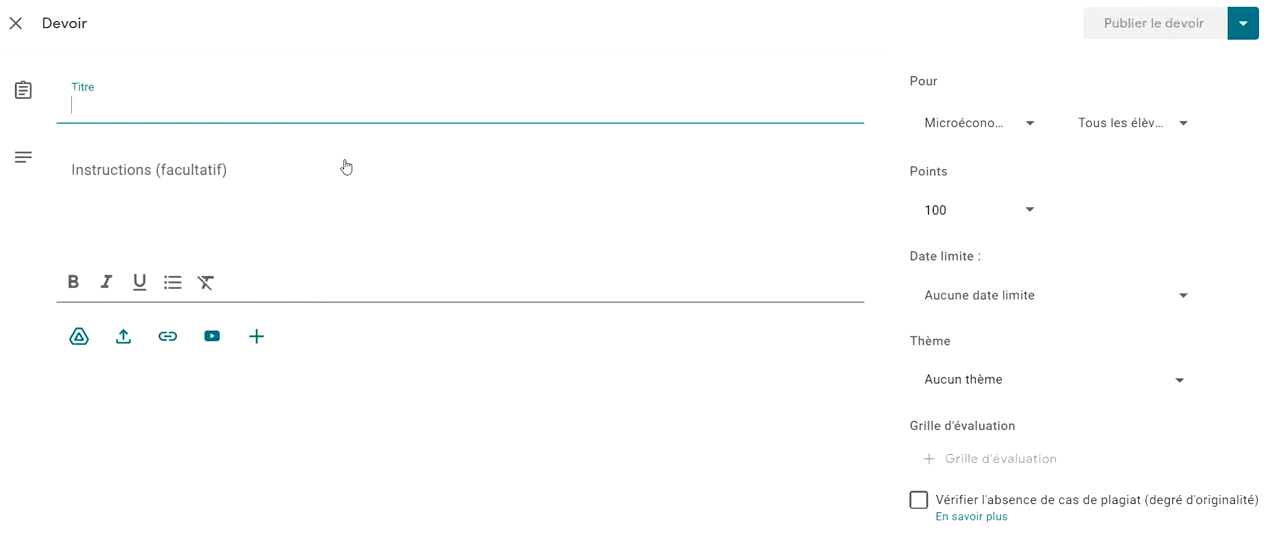 Devoir
Publier le devoir
Titre
Instructions (facultatif)
B I U
Pour
Microécono...
Tous les élèv...
Points
100
Date limite :
Aucune date limite
Thème
Aucun thème
Grille d'évaluation
+ Grille d'évaluation
Vérifier l'absence de cas de plagiat (degré d'originalité)
En savoir plus